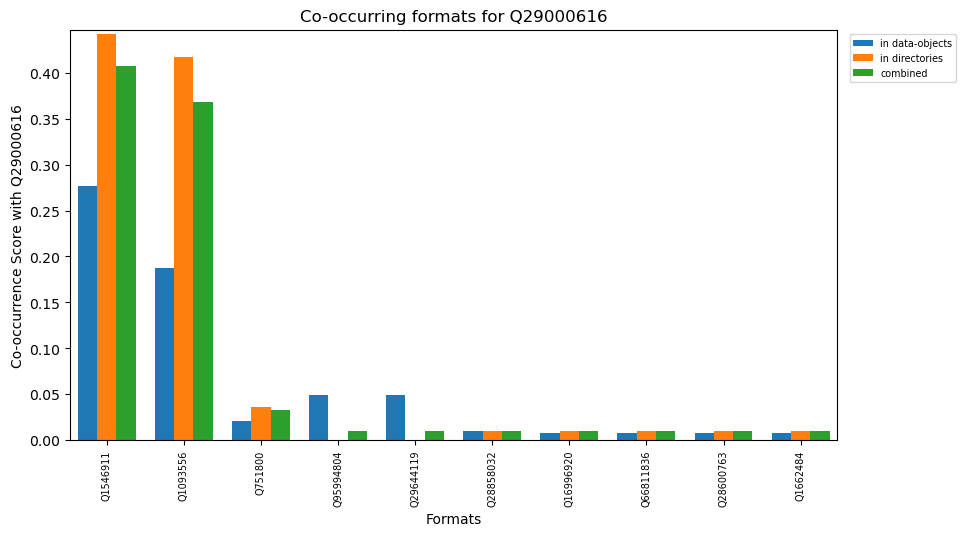 Co-occurring formats for Q29000616
in data-objects
in directories
combined
Co-occurrence Score with Q29000616
0.40
0.35
0.30
0.25
0.20
0.15
0.10
0.05
0.00
Q1546911
Q1093556
Q751800
Q95994804
Q29644119
Q28858032
Q16996920
Q66811836
Q28600763
Q1662484
Formats